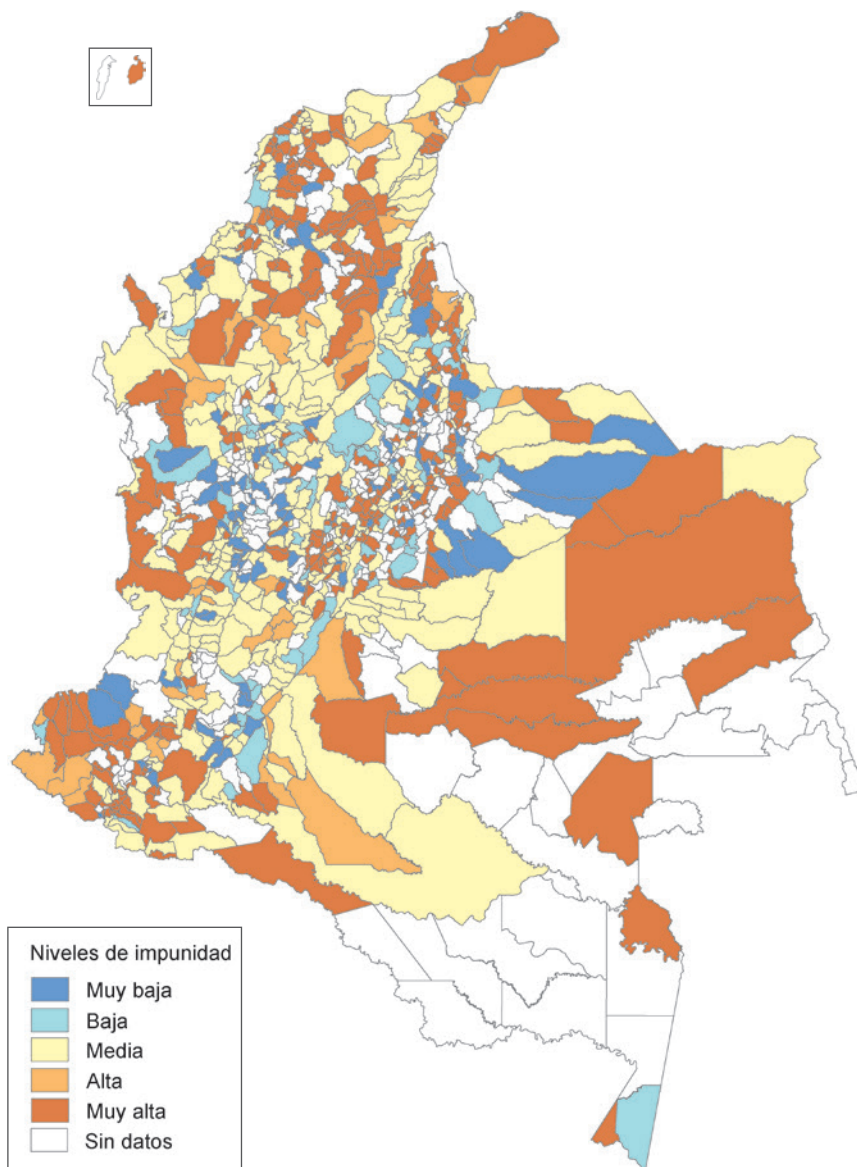 Niveles de impunidad
Muy baja
Baja
Media
Alta
Muy alta
Sin datos